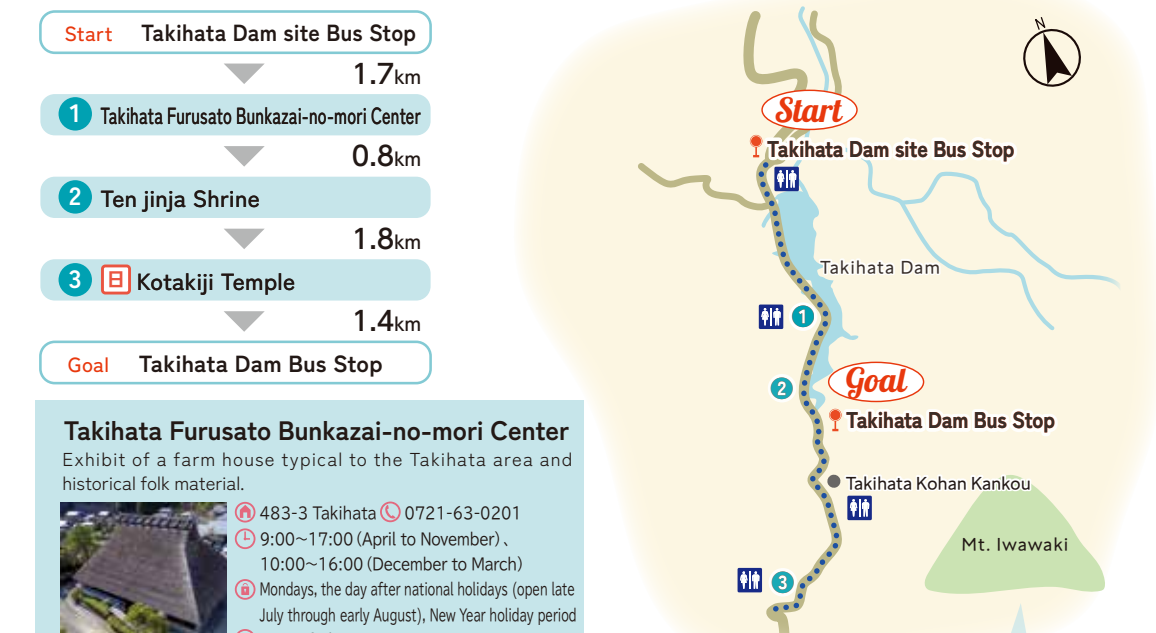 Start Takihata Dam site Bus Stop
1.7km
1 Takihata Furusato Bunkazai-no-mori Center
0.8km
2 Ten jinja Shrine
1.8km
3 日 Kotakiji Temple
1.4km
Goal Takihata Dam Bus Stop
Takihata Furusato Bunkazai-no-mori Center
Exhibit of a farm house typical to the Takihata area and
historical folk material.
483-3 Takihata 0721-63-0201
9:00~17:00 (April to November)、
10:00~16:00 (December to March)
Mondays, the day after national holidays (open late
July through early August), New Year holiday period
N
Start
Takihata Dam site Bus Stop
Takihata Dam
1
2
Goal
Takihata Dam Bus Stop
Takihata Kohan Kankou
Mt. Iwawaki
3